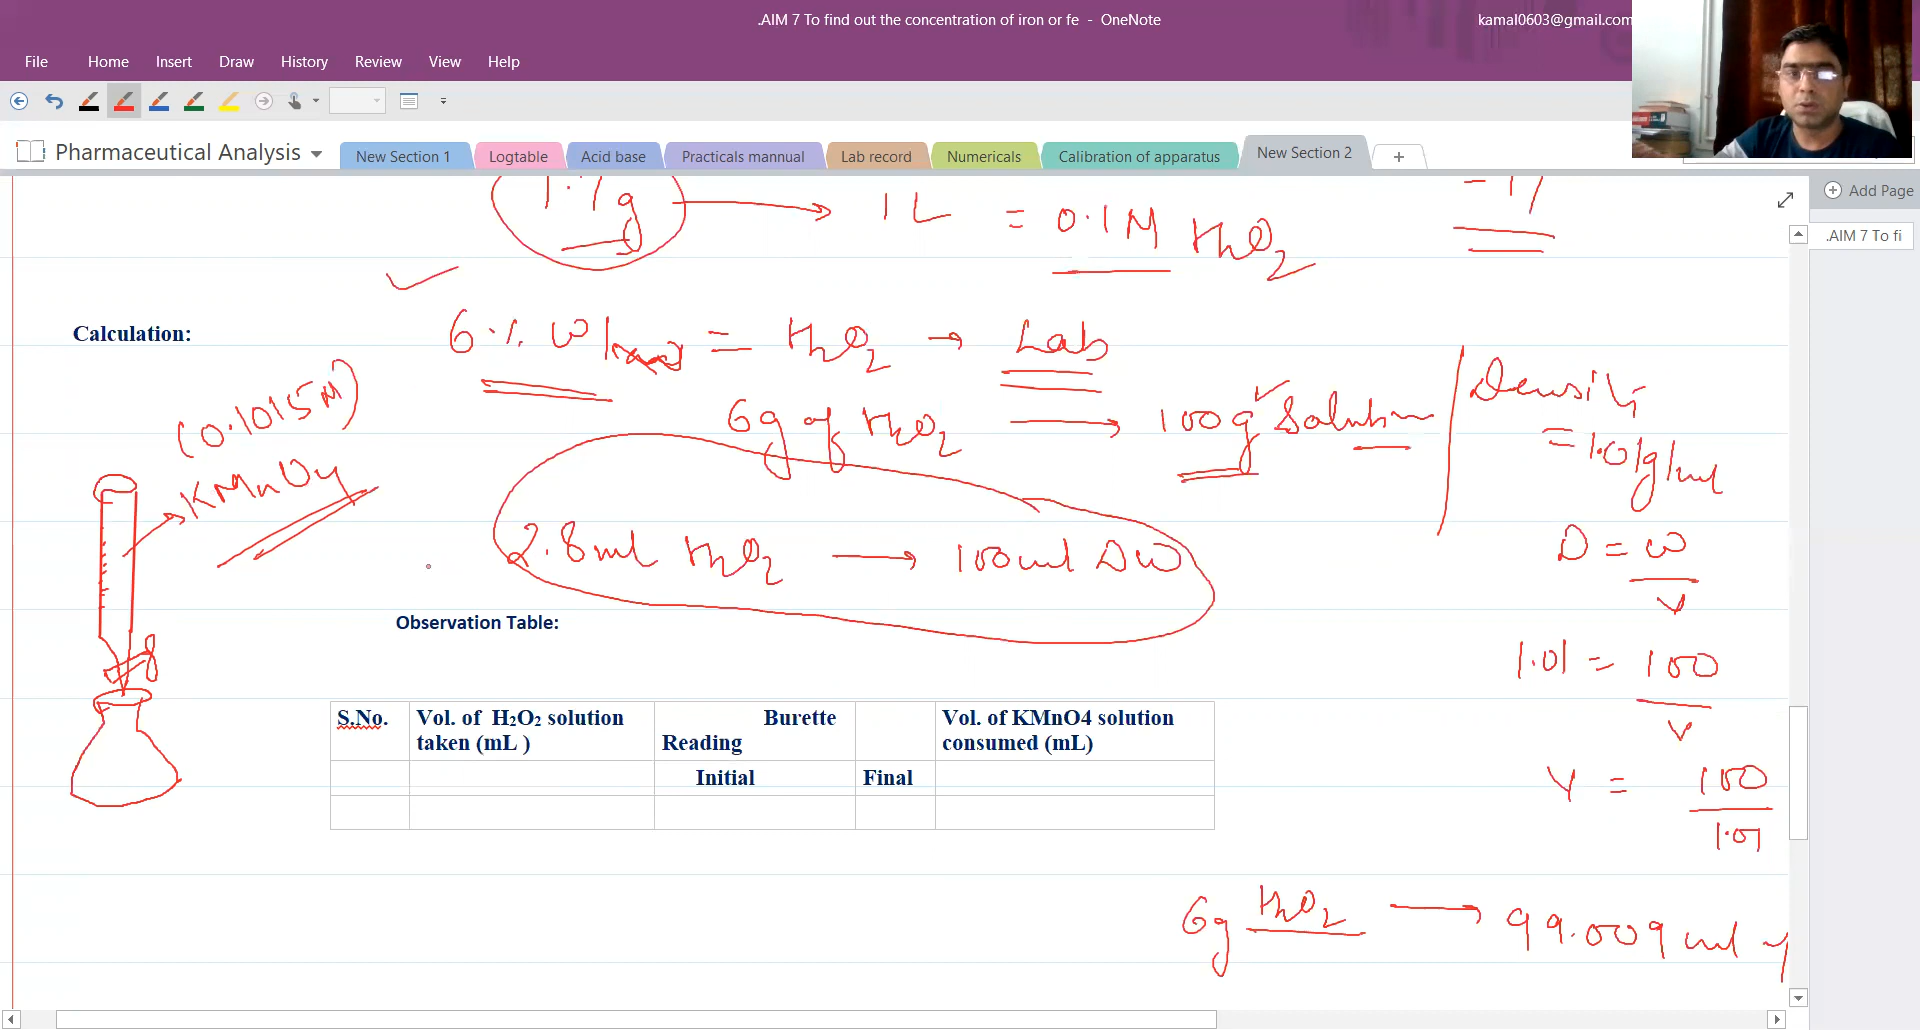 .AIM 7 To find out the concentration of iron or fe - OneNote
kamal0603@gmail.com
File Home Insert Draw History Review View Help
Pharmaceutical Analysis
New Section 1 Logtable Acid base Practicals mannual Lab record Numericals Calibration of apparatus New Section 2 +
Add Page
.AIM 7 To fi
1.7g → 1 L = 0.1M H2O2
= 17
Calculation:
6 % w/ = H2O2 → Lab
(0.1015M)
KMnO4
6g of H2O2 → 100g Solution
Density
= 1.01g/ml
2.8ml H2O2 → 100ml DW
D = w
v
Observation Table:
1.01 = 100
v
S.No. Vol. of H₂O₂ solution taken (mL ) Burette Reading Vol. of KMnO4 solution consumed (mL)
Initial Final
V = 100
1.01
6g H2O2 → 99.009 ml